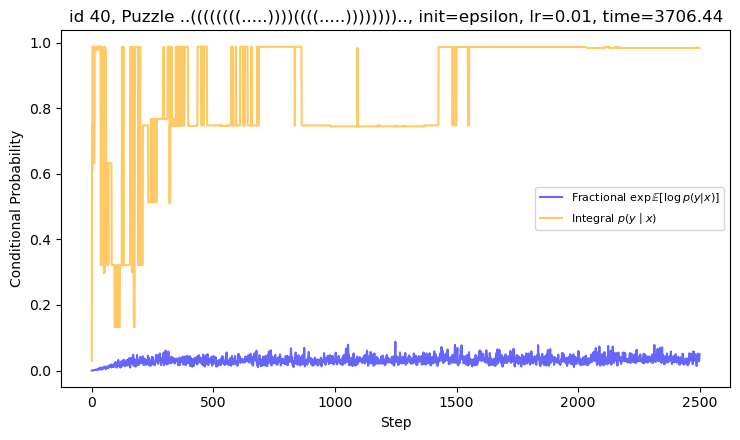 id 40, Puzzle ..((((((((.....))))((((.....)))))))).., init=epsilon, lr=0.01, time=3706.44
1.0
0.8
0.6
0.4
0.2
0.0
Conditional Probability
Fractional exp𝔼[log p(y|x)]
Integral p(y | x)
0
500
1000
1500
2000
2500
Step